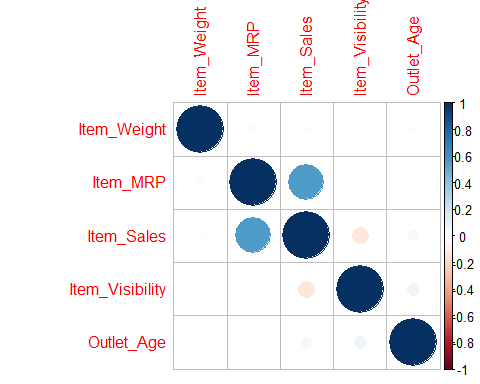 Item_Weight
Item_MRP
Item_Sales
Item_Visibility
Outlet_Age
Item_Weight
Item_MRP
Item_Sales
Item_Visibility
Outlet_Age
1
0.8
0.6
0.4
0.2
0
-0.2
-0.4
-0.6
-0.8
-1